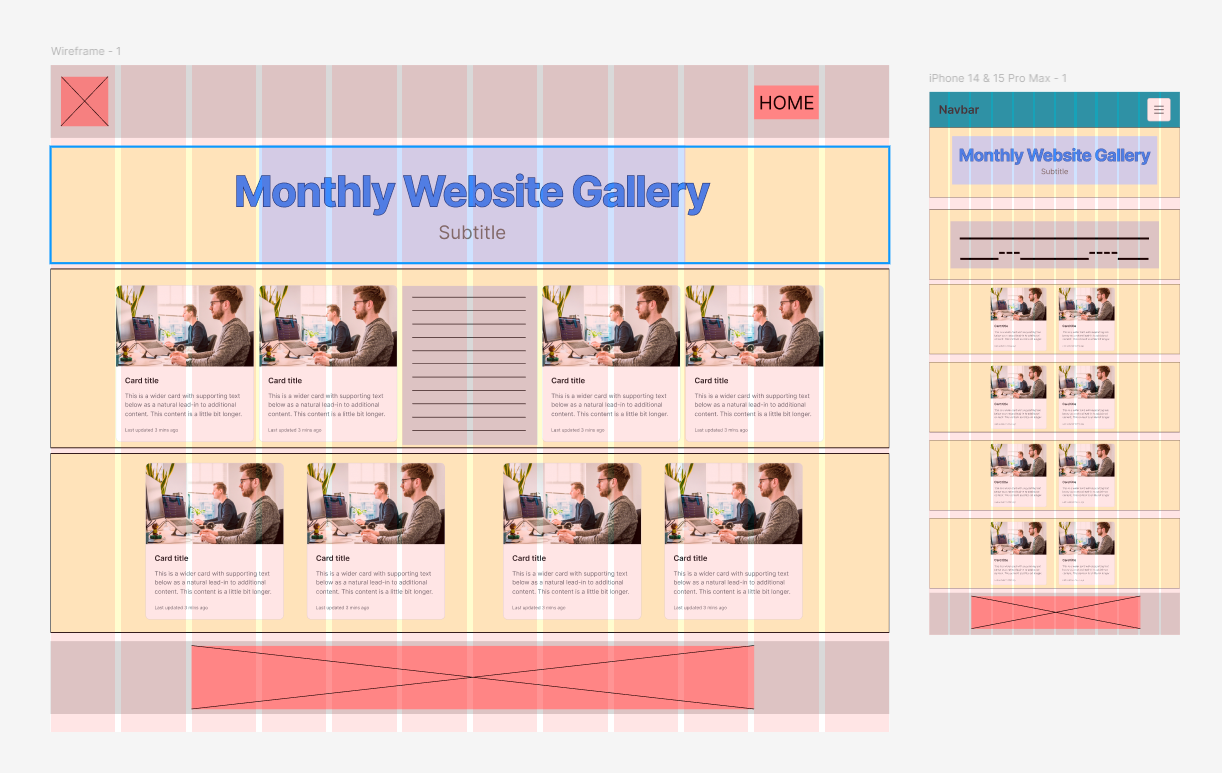 Wireframe - 1
HOME
Monthly Website Gallery
Subtitle
Card title
This is a wider card with supporting text
below as a natural lead-in to additional
content. This content is a little bit longer.
Last updated 3 mins ago
Card title
This is a wider card with supporting text
below as a natural lead-in to additional
content. This content is a little bit longer.
Last updated 3 mins ago
Card title
This is a wider card with supporting text
below as a natural lead-in to additional
content. This content is a little bit longer.
Last updated 3 mins ago
Card title
This is a wider card with supporting text
below as a natural lead-in to additional
content. This content is a little bit longer.
Last updated 3 mins ago
Card title
This is a wider card with supporting text
below as a natural lead-in to additional
content. This content is a little bit longer.
Last updated 3 mins ago
Card title
This is a wider card with supporting text
below as a natural lead-in to additional
content. This content is a little bit longer.
Last updated 3 mins ago
Card title
This is a wider card with supporting text
below as a natural lead-in to additional
content. This content is a little bit longer.
Last updated 3 mins ago
Card title
This is a wider card with supporting text
below as a natural lead-in to additional
content. This content is a little bit longer.
Last updated 3 mins ago
iPhone 14 & 15 Pro Max - 1
Navbar
Monthly Website Gallery
Subtitle
Card title
Card title
Card title
Card title
Card title
Card title
Card title
Card title